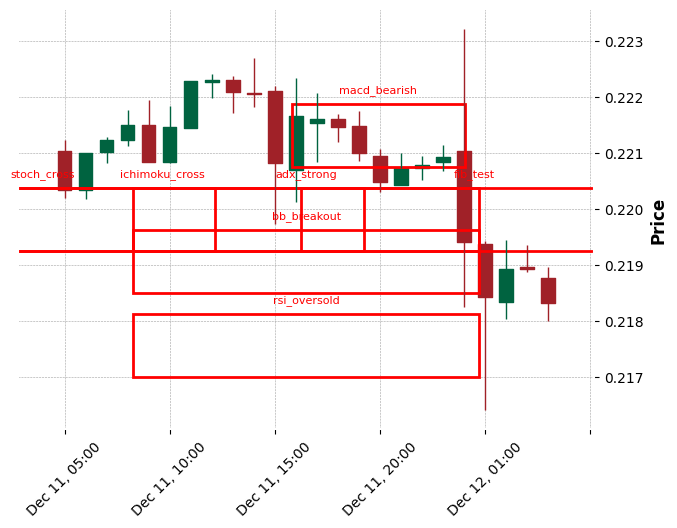 0.223
0.222
0.221
0.220
0.219
0.218
0.217
Price
macd_bearish
stoch_cross
ichimoku_cross
adx_strong
bb_breakout
rsi_oversold
Dec 11, 05:00
Dec 11, 10:00
Dec 11, 15:00
Dec 11, 20:00
Dec 12, 01:00